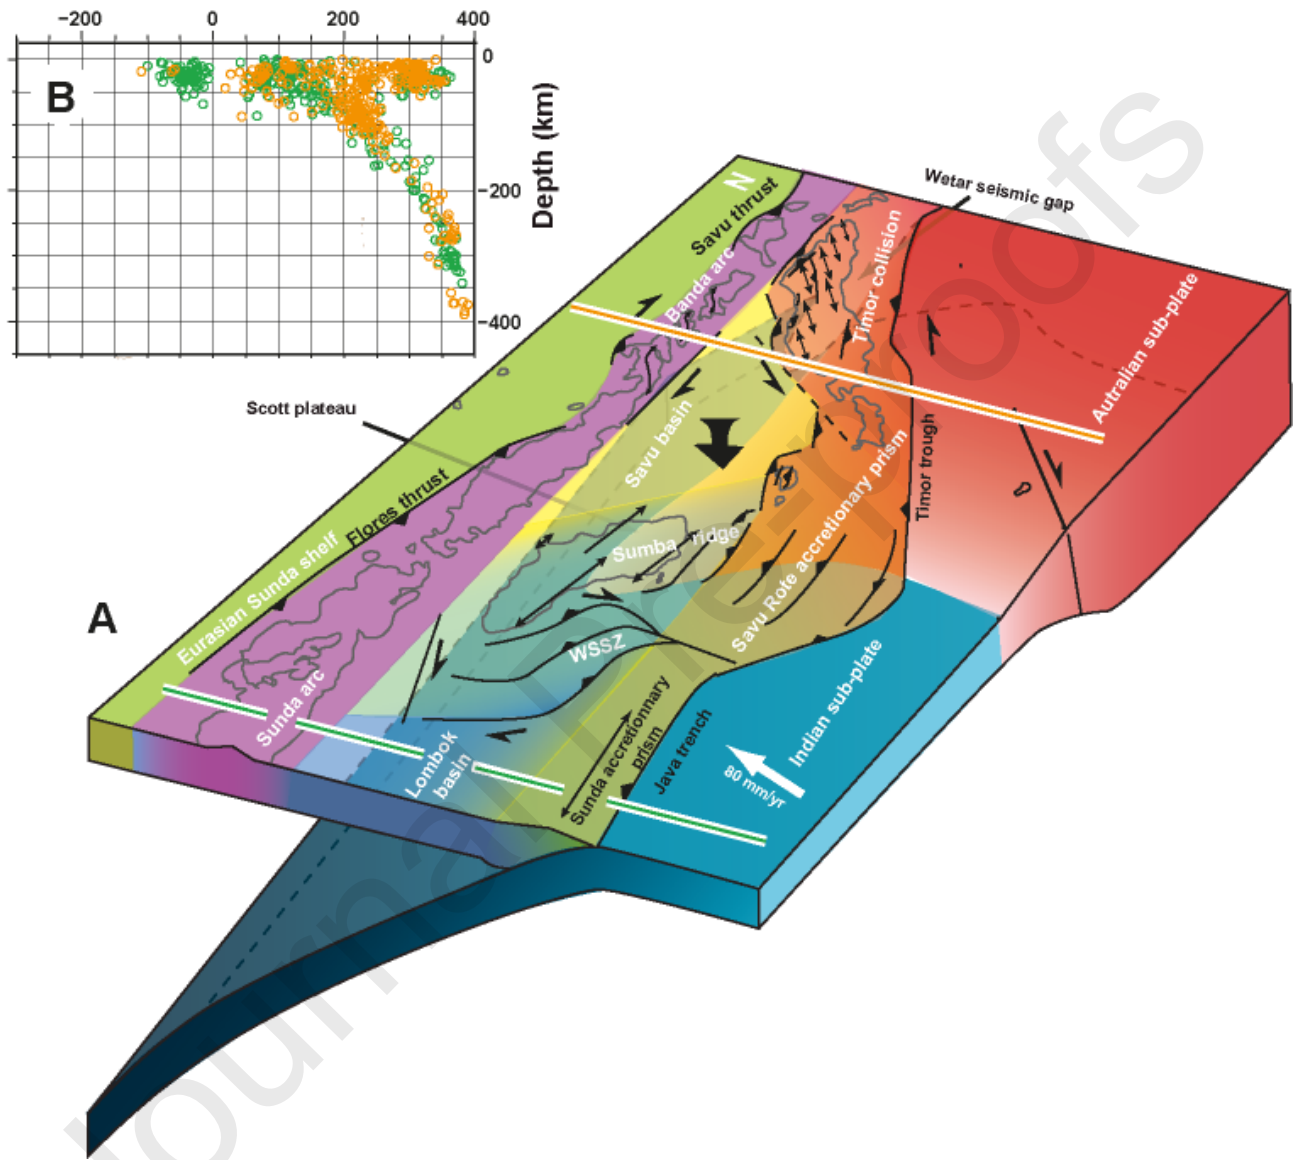 −200 0 200 400
0
B
Depth (km)
−200
−400
N
Savu thrust
Wetar seismic gap
Banda arc
Timor collision
Autralian sub-plate
Scott plateau
Savu basin
Timor trough
Flores thrust
Eurasian Sunda shelf
Sumba ridge
Savu Rote accretionary prism
A
WSSZ
Sunda arc
Lombok
basin
Sunda accretionnary
prism
Java trench
Indian sub-plate
80 mm/yr
Journal Pre-proofs